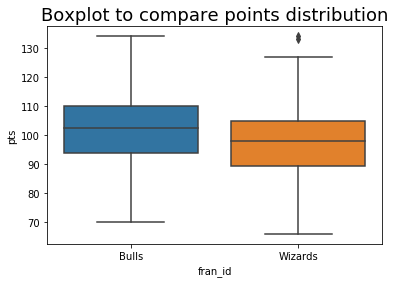 Boxplot to compare points distribution
130
120
110
100
90
80
70
pts
Bulls
Wizards
fran_id